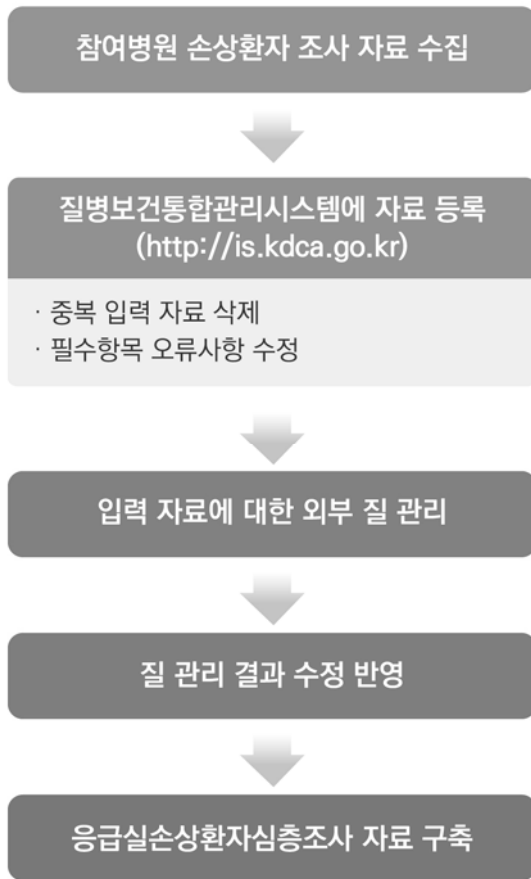 참여병원 손상환자 조사 자료 수집
질병보건통합관리시스템에 자료 등록
(http://is.kdca.go.kr)
· 중복 입력 자료 삭제
· 필수항목 오류사항 수정
입력 자료에 대한 외부 질 관리
질 관리 결과 수정 반영
응급실손상환자심층조사 자료 구축